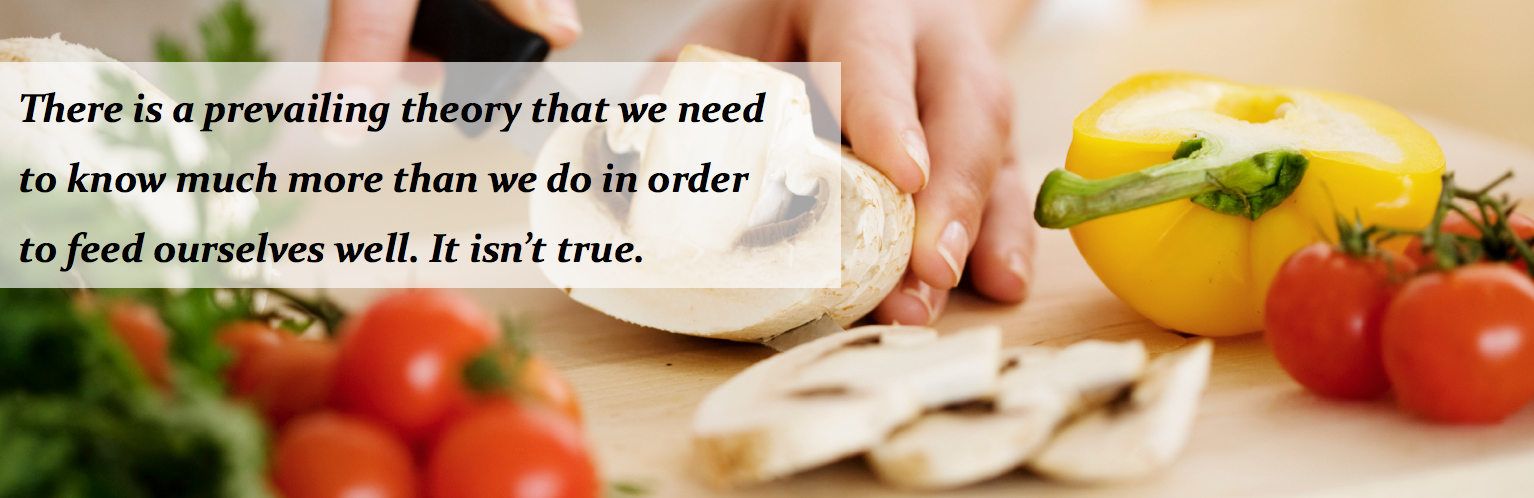 There is a prevailing theory that we need
to know much more than we do in order
to feed ourselves well. It isn’t true.